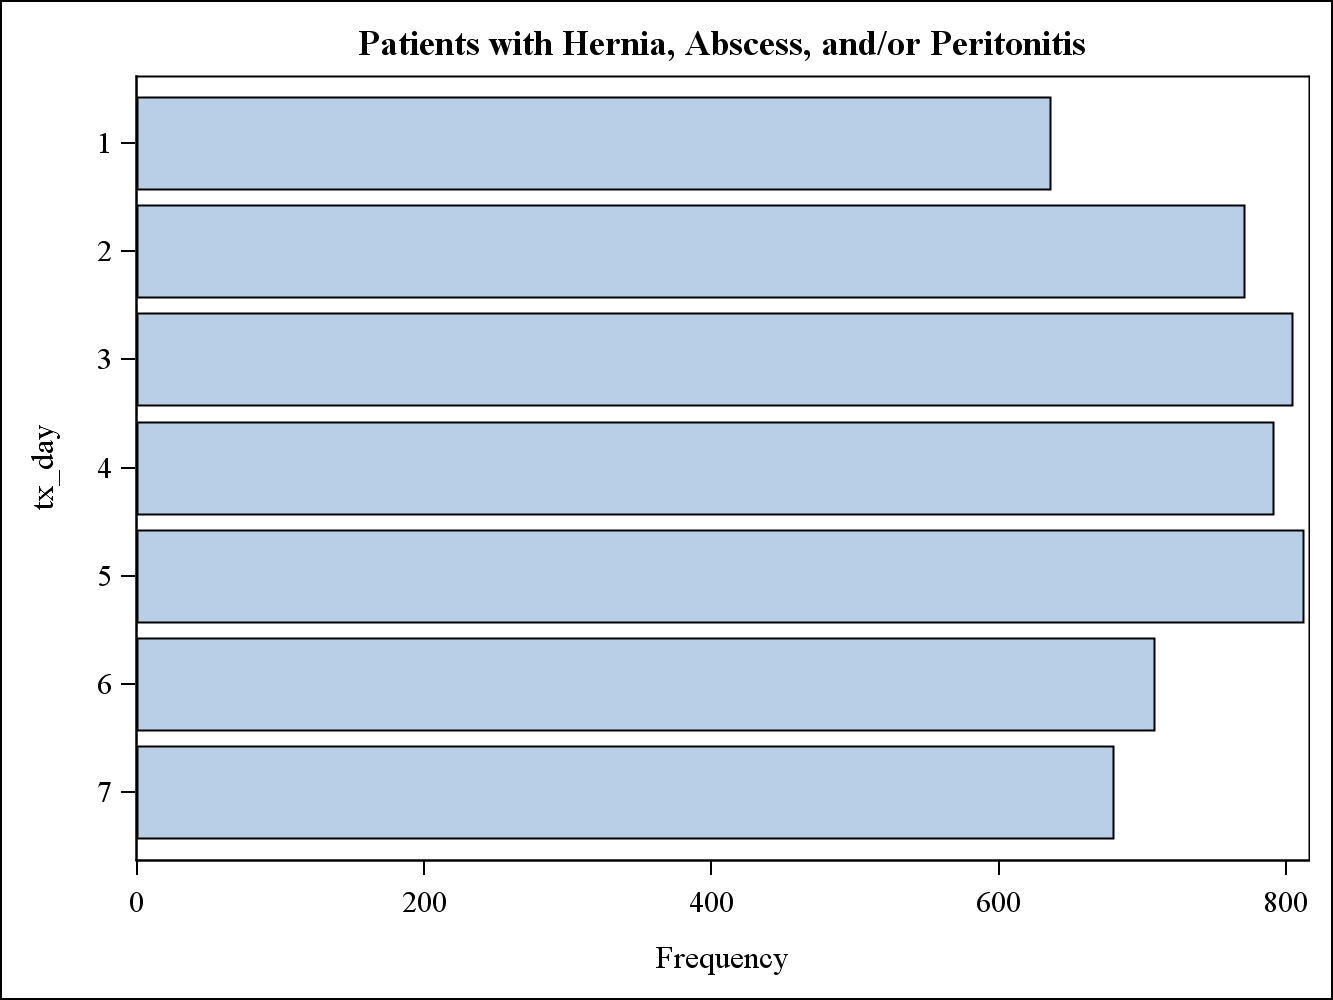 Patients with Hernia, Abscess, and/or Peritonitis
1
2
3
4
5
6
7
tx_day
0 200 400 600 800
Frequency